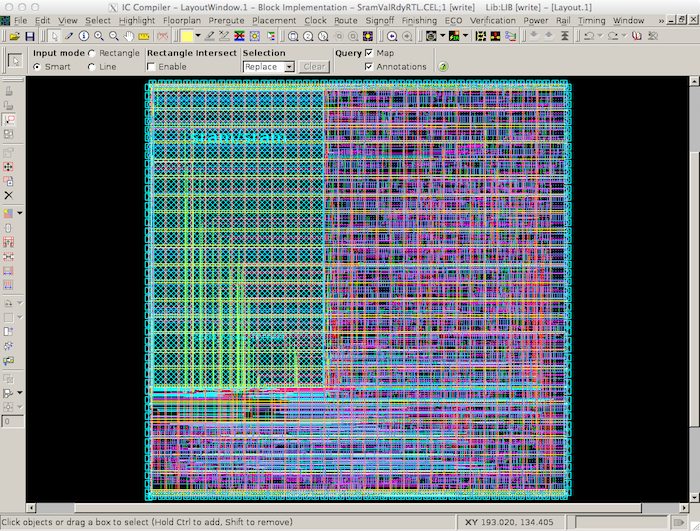 IC Compiler - LayoutWindow.1 - Block Implementation - SramValRdyRTL.CEL;1 [write]    Lib:LIB [write] - [Layout.1]
File Edit View Select Highlight Floorplan Preroute Placement Clock Route Signoff Finishing ECO Verification Power Rail Timing Window »
Input mode Rectangle Rectangle Intersect Selection Query Map
Smart Line Enable Replace Clear Annotations
0
Click objects or drag a box to select (Hold Ctrl to add, Shift to remove) XY 193.020, 134.405